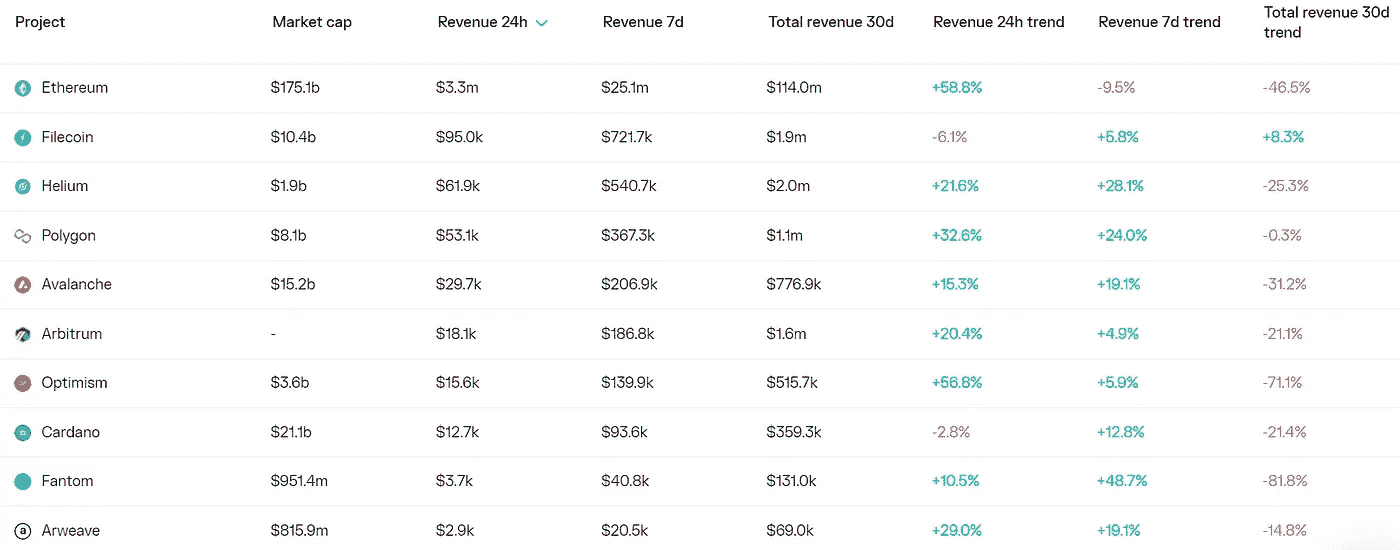 Project Market cap Revenue 24h Revenue 7d Total revenue 30d Revenue 24h trend Revenue 7d trend Total revenue 30d trend
Ethereum $175.1b $3.3m $25.1m $114.0m +58.8% -9.5% -46.5%
Filecoin $10.4b $95.0k $721.7k $1.9m -6.1% +5.8% +8.3%
Helium $1.9b $61.9k $540.7k $2.0m +21.6% +28.1% -25.3%
Polygon $8.1b $53.1k $367.3k $1.1m +32.6% +24.0% -0.3%
Avalanche $15.2b $29.7k $206.9k $776.9k +15.3% +19.1% -31.2%
Arbitrum - $18.1k $186.8k $1.6m +20.4% +4.9% -21.1%
Optimism $3.6b $15.6k $139.9k $515.7k +56.8% +5.9% -71.1%
Cardano $21.1b $12.7k $93.6k $359.3k -2.8% +12.8% -21.4%
Fantom $951.4m $3.7k $40.8k $131.0k +10.5% +48.7% -81.8%
a Arweave $815.9m $2.9k $20.5k $69.0k +29.0% +19.1% -14.8%